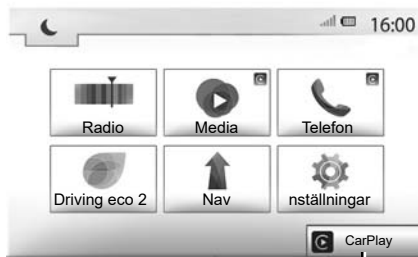 16:00
Radio
Media
Telefon
Driving eco 2
Nav
nställningar
CarPlay